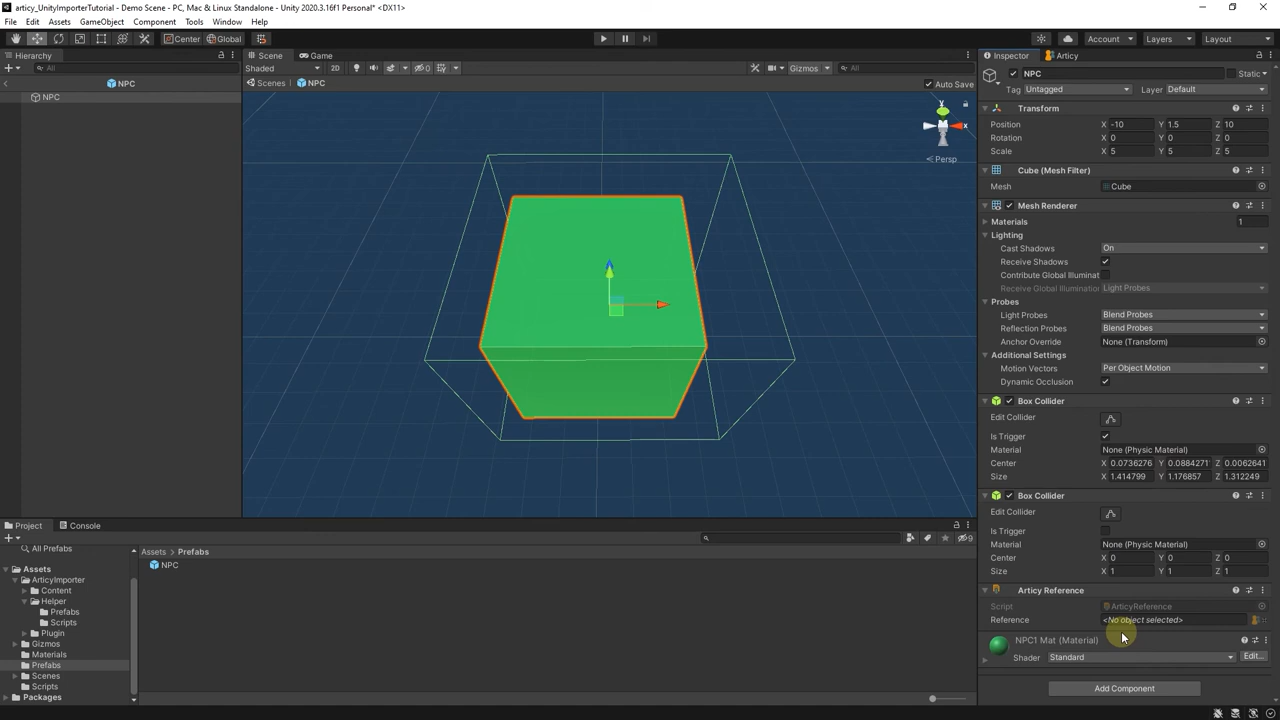 articy_UnityImporterTutorial - Demo Scene - PC, Mac & Linux Standalone - Unity 2020.3.16f1 Personal* <DX11>
File Edit Assets GameObject Component Tools Window Help
Center Global Account Layers Layout
Hierarchy Scene Game Inspector Articy
All Shaded 2D 0 Gizmos All
NPC Scenes NPC Auto Save
NPC
y
x
Persp
NPC Static
Tag Untagged Layer Default
Transform
Position X -10 Y 1.5 Z 10
Rotation X 0 Y 0 Z 0
Scale X 5 Y 5 Z 5
Cube (Mesh Filter)
Mesh Cube
Mesh Renderer
Materials 1
Lighting
Cast Shadows On
Receive Shadows
Contribute Global Illuminat
Receive Global Illumination Light Probes
Probes
Light Probes Blend Probes
Reflection Probes Blend Probes
Anchor Override None (Transform)
Additional Settings
Motion Vectors Per Object Motion
Dynamic Occlusion
Box Collider
Edit Collider
Is Trigger
Material None (Physic Material)
Center X 0.0736276 Y 0.0884271 Z 0.0062641
Size X 1.414799 Y 1.176857 Z 1.312249
Box Collider
Edit Collider
Is Trigger
Material None (Physic Material)
Center X 0 Y 0 Z 0
Size X 1 Y 1 Z 1
Articy Reference
Script ArticyReference
Reference <No object selected>
NPC1 Mat (Material)
Shader Standard Edit...
Add Component
Project Console
9
All Prefabs
Assets
ArticyImporter
Content
Helper
Prefabs
Scripts
Plugin
Gizmos
Materials
Prefabs
Scenes
Scripts
Packages
Assets Prefabs
NPC